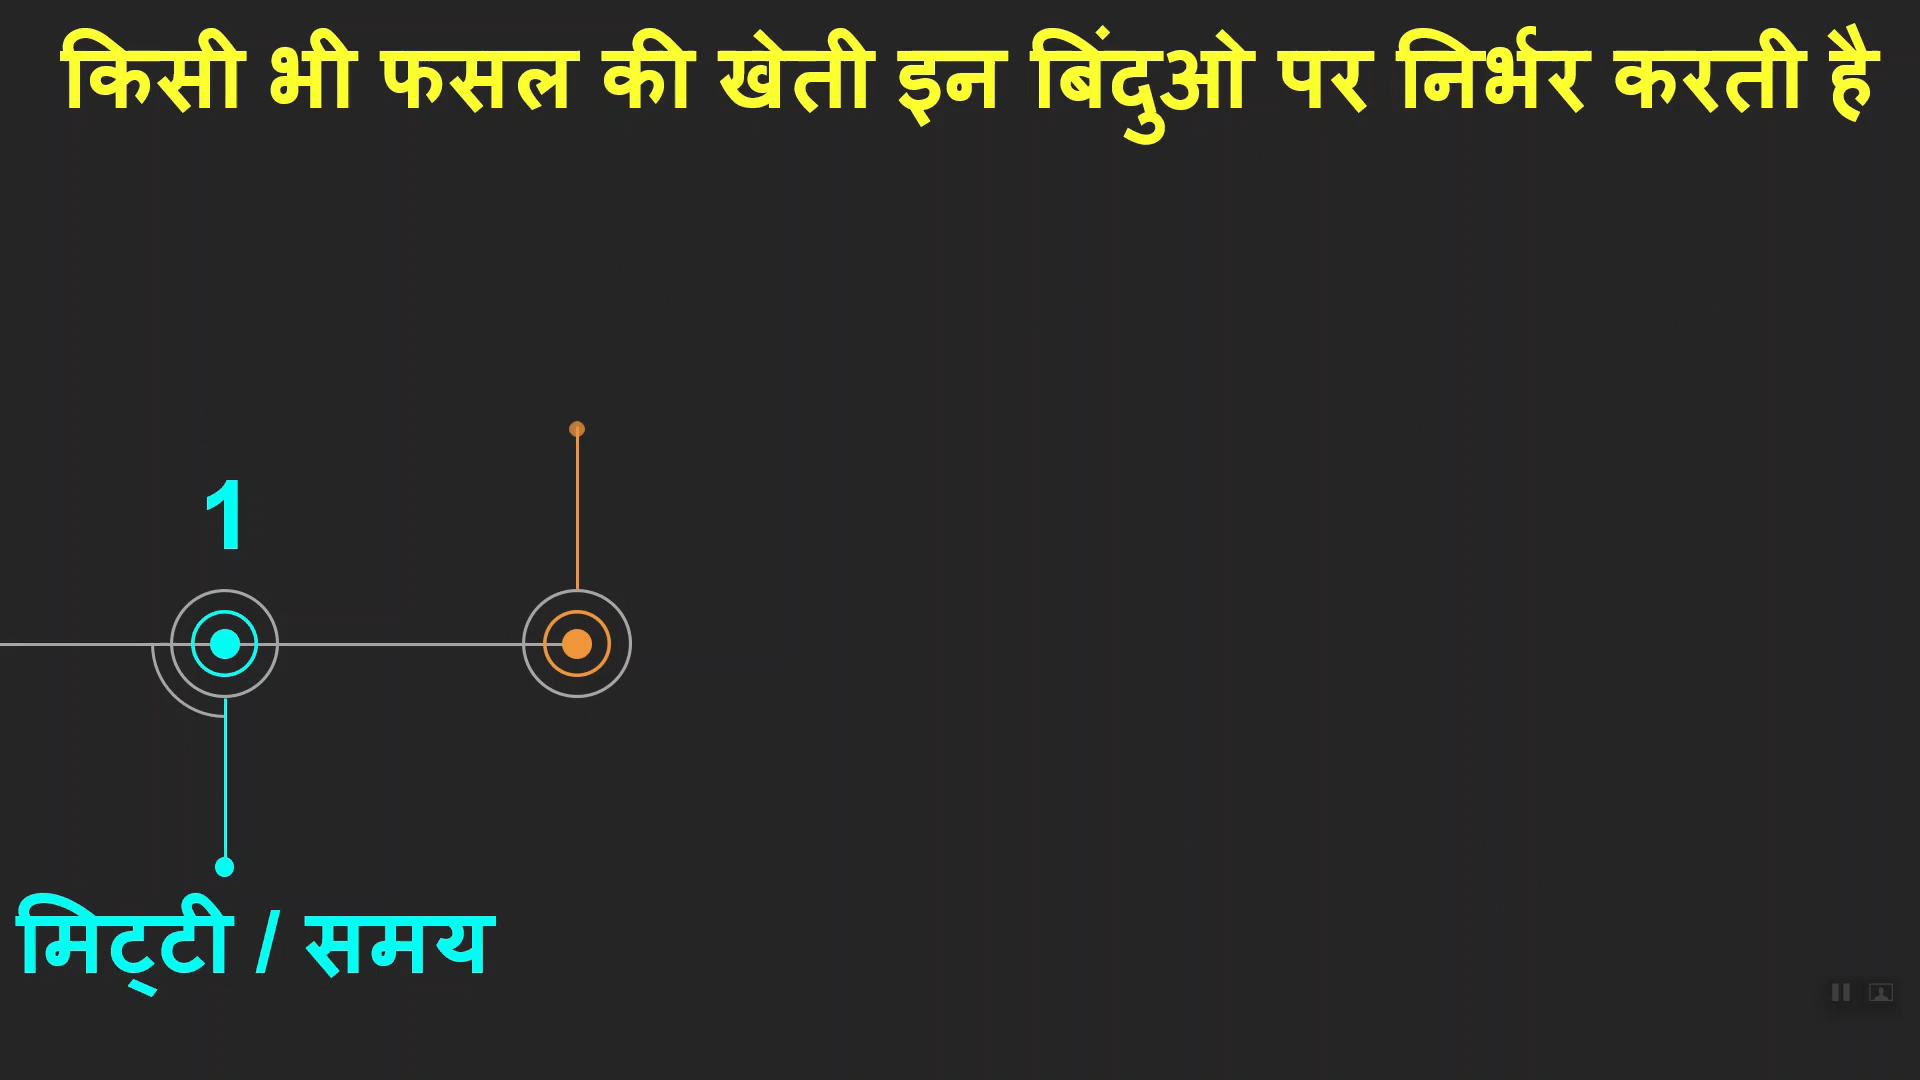 किसी भी फसल की खेती इन बिंदुओ पर निर्भर करती है
1
मिट्‌टी / समय